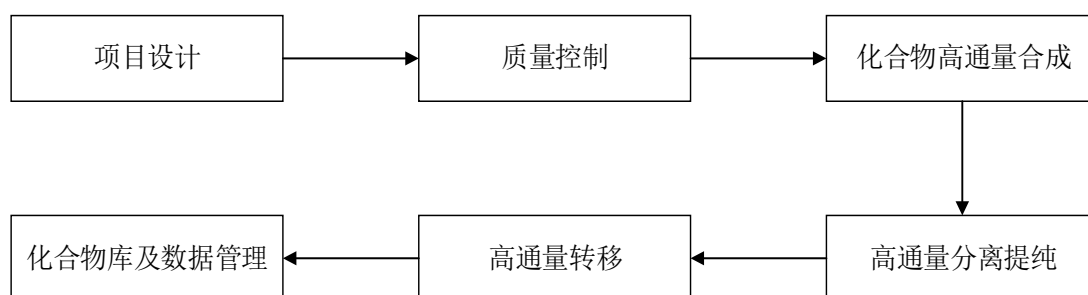 项目设计
质量控制
化合物高通量合成
高通量分离提纯
高通量转移
化合物库及数据管理